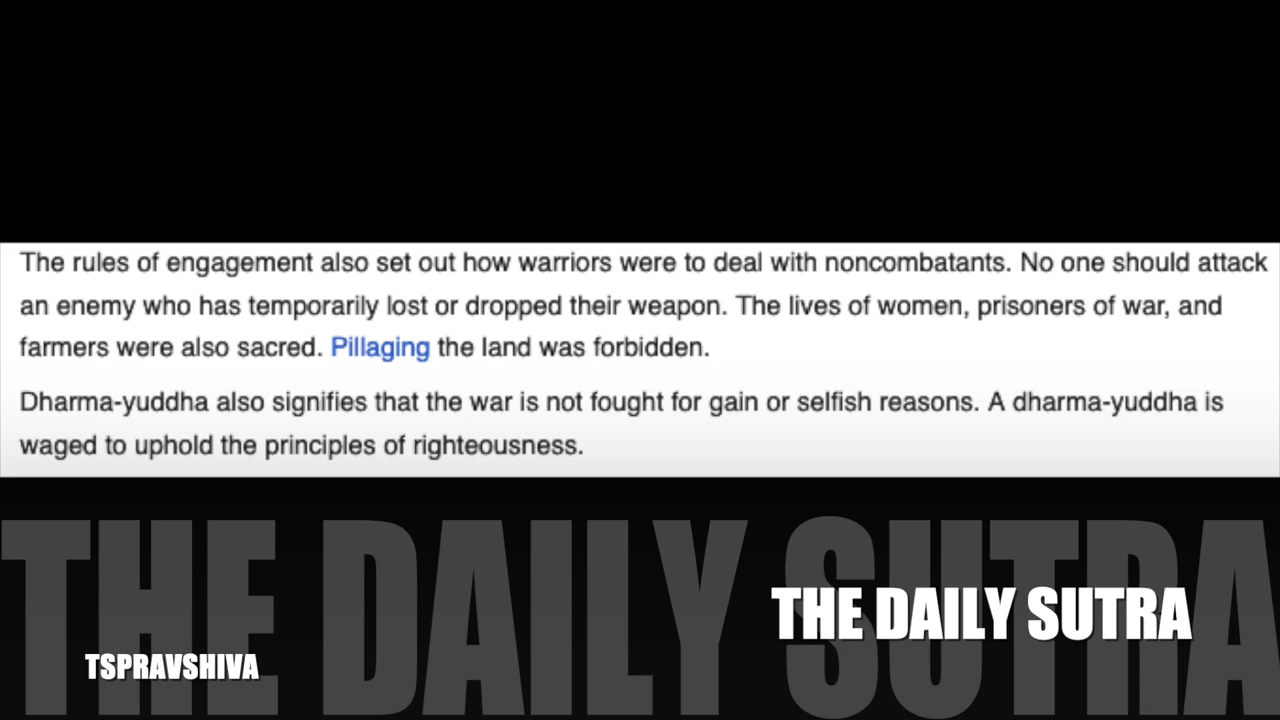 The rules of engagement also set out how warriors were to deal with noncombatants. No one should attack
an enemy who has temporarily lost or dropped their weapon. The lives of women, prisoners of war, and
farmers were also sacred. Pillaging the land was forbidden.
Dharma-yuddha also signifies that the war is not fought for gain or selfish reasons. A dharma-yuddha is
waged to uphold the principles of righteousness.
THE DAILY SUTRA
THE DAILY SUTRA
TSPRAVSHIVA